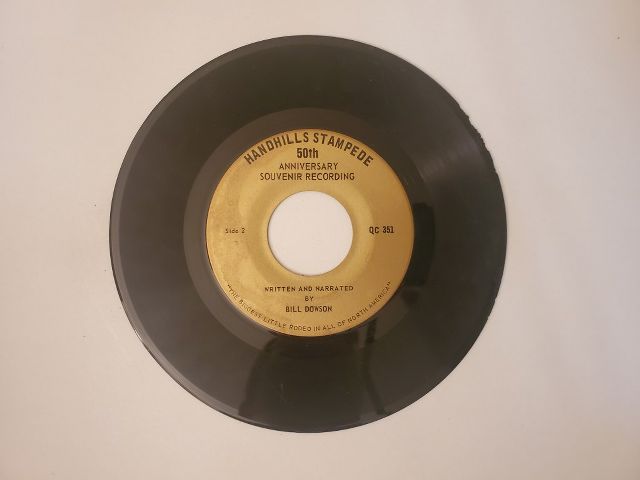 HANDHILLS STAMPEDE
50th
ANNIVERSARY
SOUVENIR RECORDING
Side 2
QC 351
WRITTEN AND NARRATED
BY
BILL DOWSON
"THE BIGGEST LITTLE RODEO IN ALL OF NORTH AMERICA"